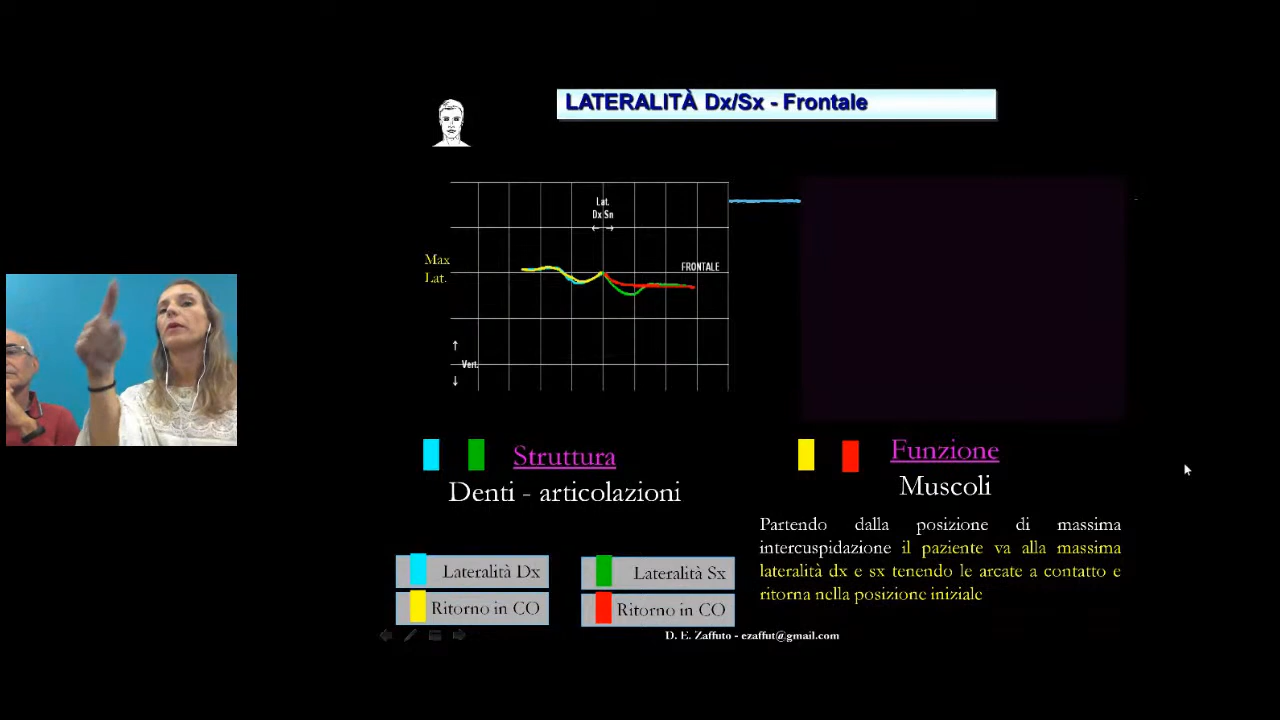 LATERALITÀ Dx/Sx - Frontale
Lat.
Dx Sn
← →
Max
Lat.
FRONTALE
↑
Vert.
↓
Struttura
Denti - articolazioni
Funzione
Muscoli
Partendo dalla posizione di massima
intercuspidazione il paziente va alla massima
lateralità dx e sx tenendo le arcate a contatto e
ritorna nella posizione iniziale
Lateralità Dx
Lateralità Sx
Ritorno in CO
Ritorno in CO
D. E. Zaffuto - ezaffut@gmail.com